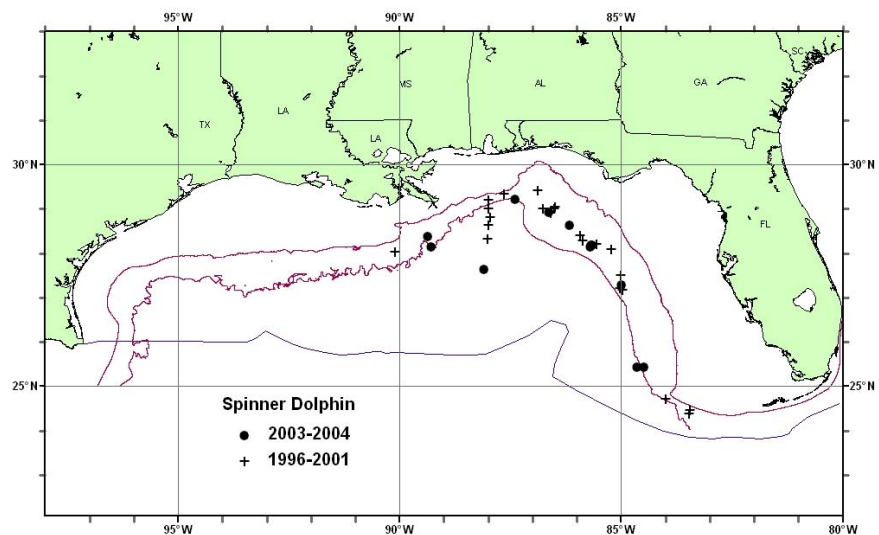 95°W 90°W 85°W
SC
MS AL GA
LA
TX
LA
30°N 30°N
FL
25°N 25°N
Spinner Dolphin
2003-2004
1996-2001
95°W 90°W 85°W 80°W